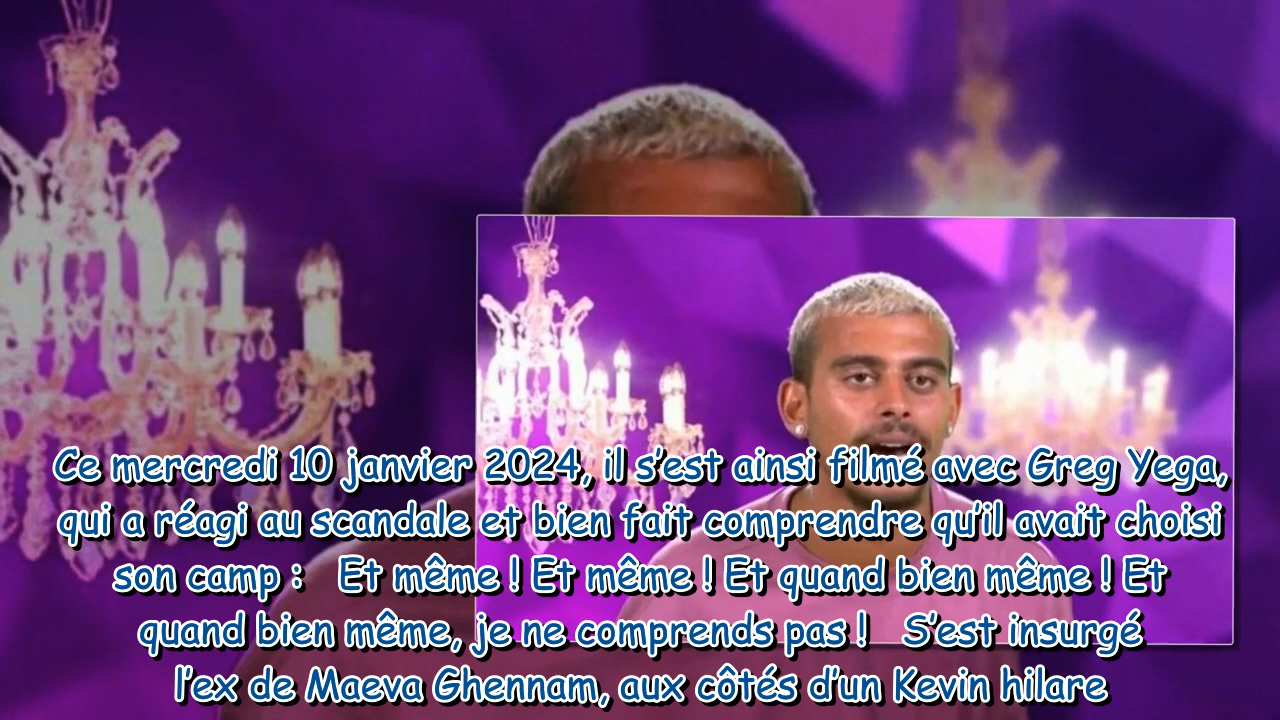 Ce mercredi 10 janvier 2024, il s’est ainsi filmé avec Greg Yega,
qui a réagi au scandale et bien fait comprendre qu’il avait choisi
son camp : Et même ! Et même ! Et quand bien même ! Et
quand bien même, je ne comprends pas ! S’est insurgé
l’ex de Maeva Ghennam, aux côtés d’un Kevin hilare